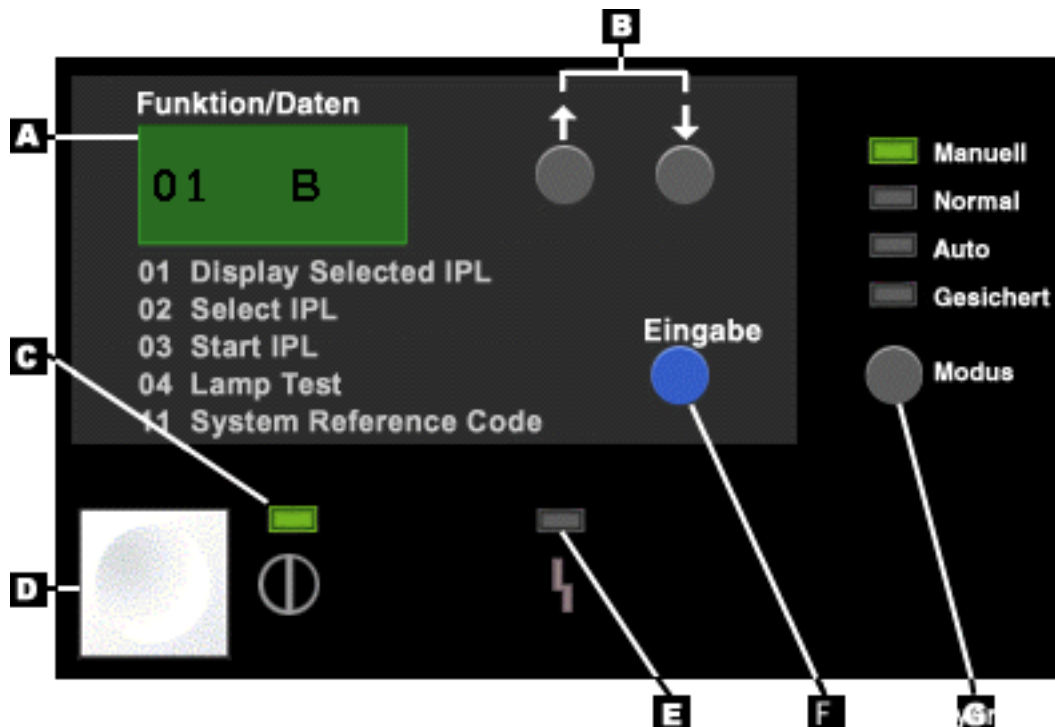 B
Funktion/Daten
A
01 B
Manuell
Normal
Auto
Gesichert
01 Display Selected IPL
02 Select IPL
03 Start IPL
04 Lamp Test
11 System Reference Code
Eingabe
Modus
C
D
E
F
G